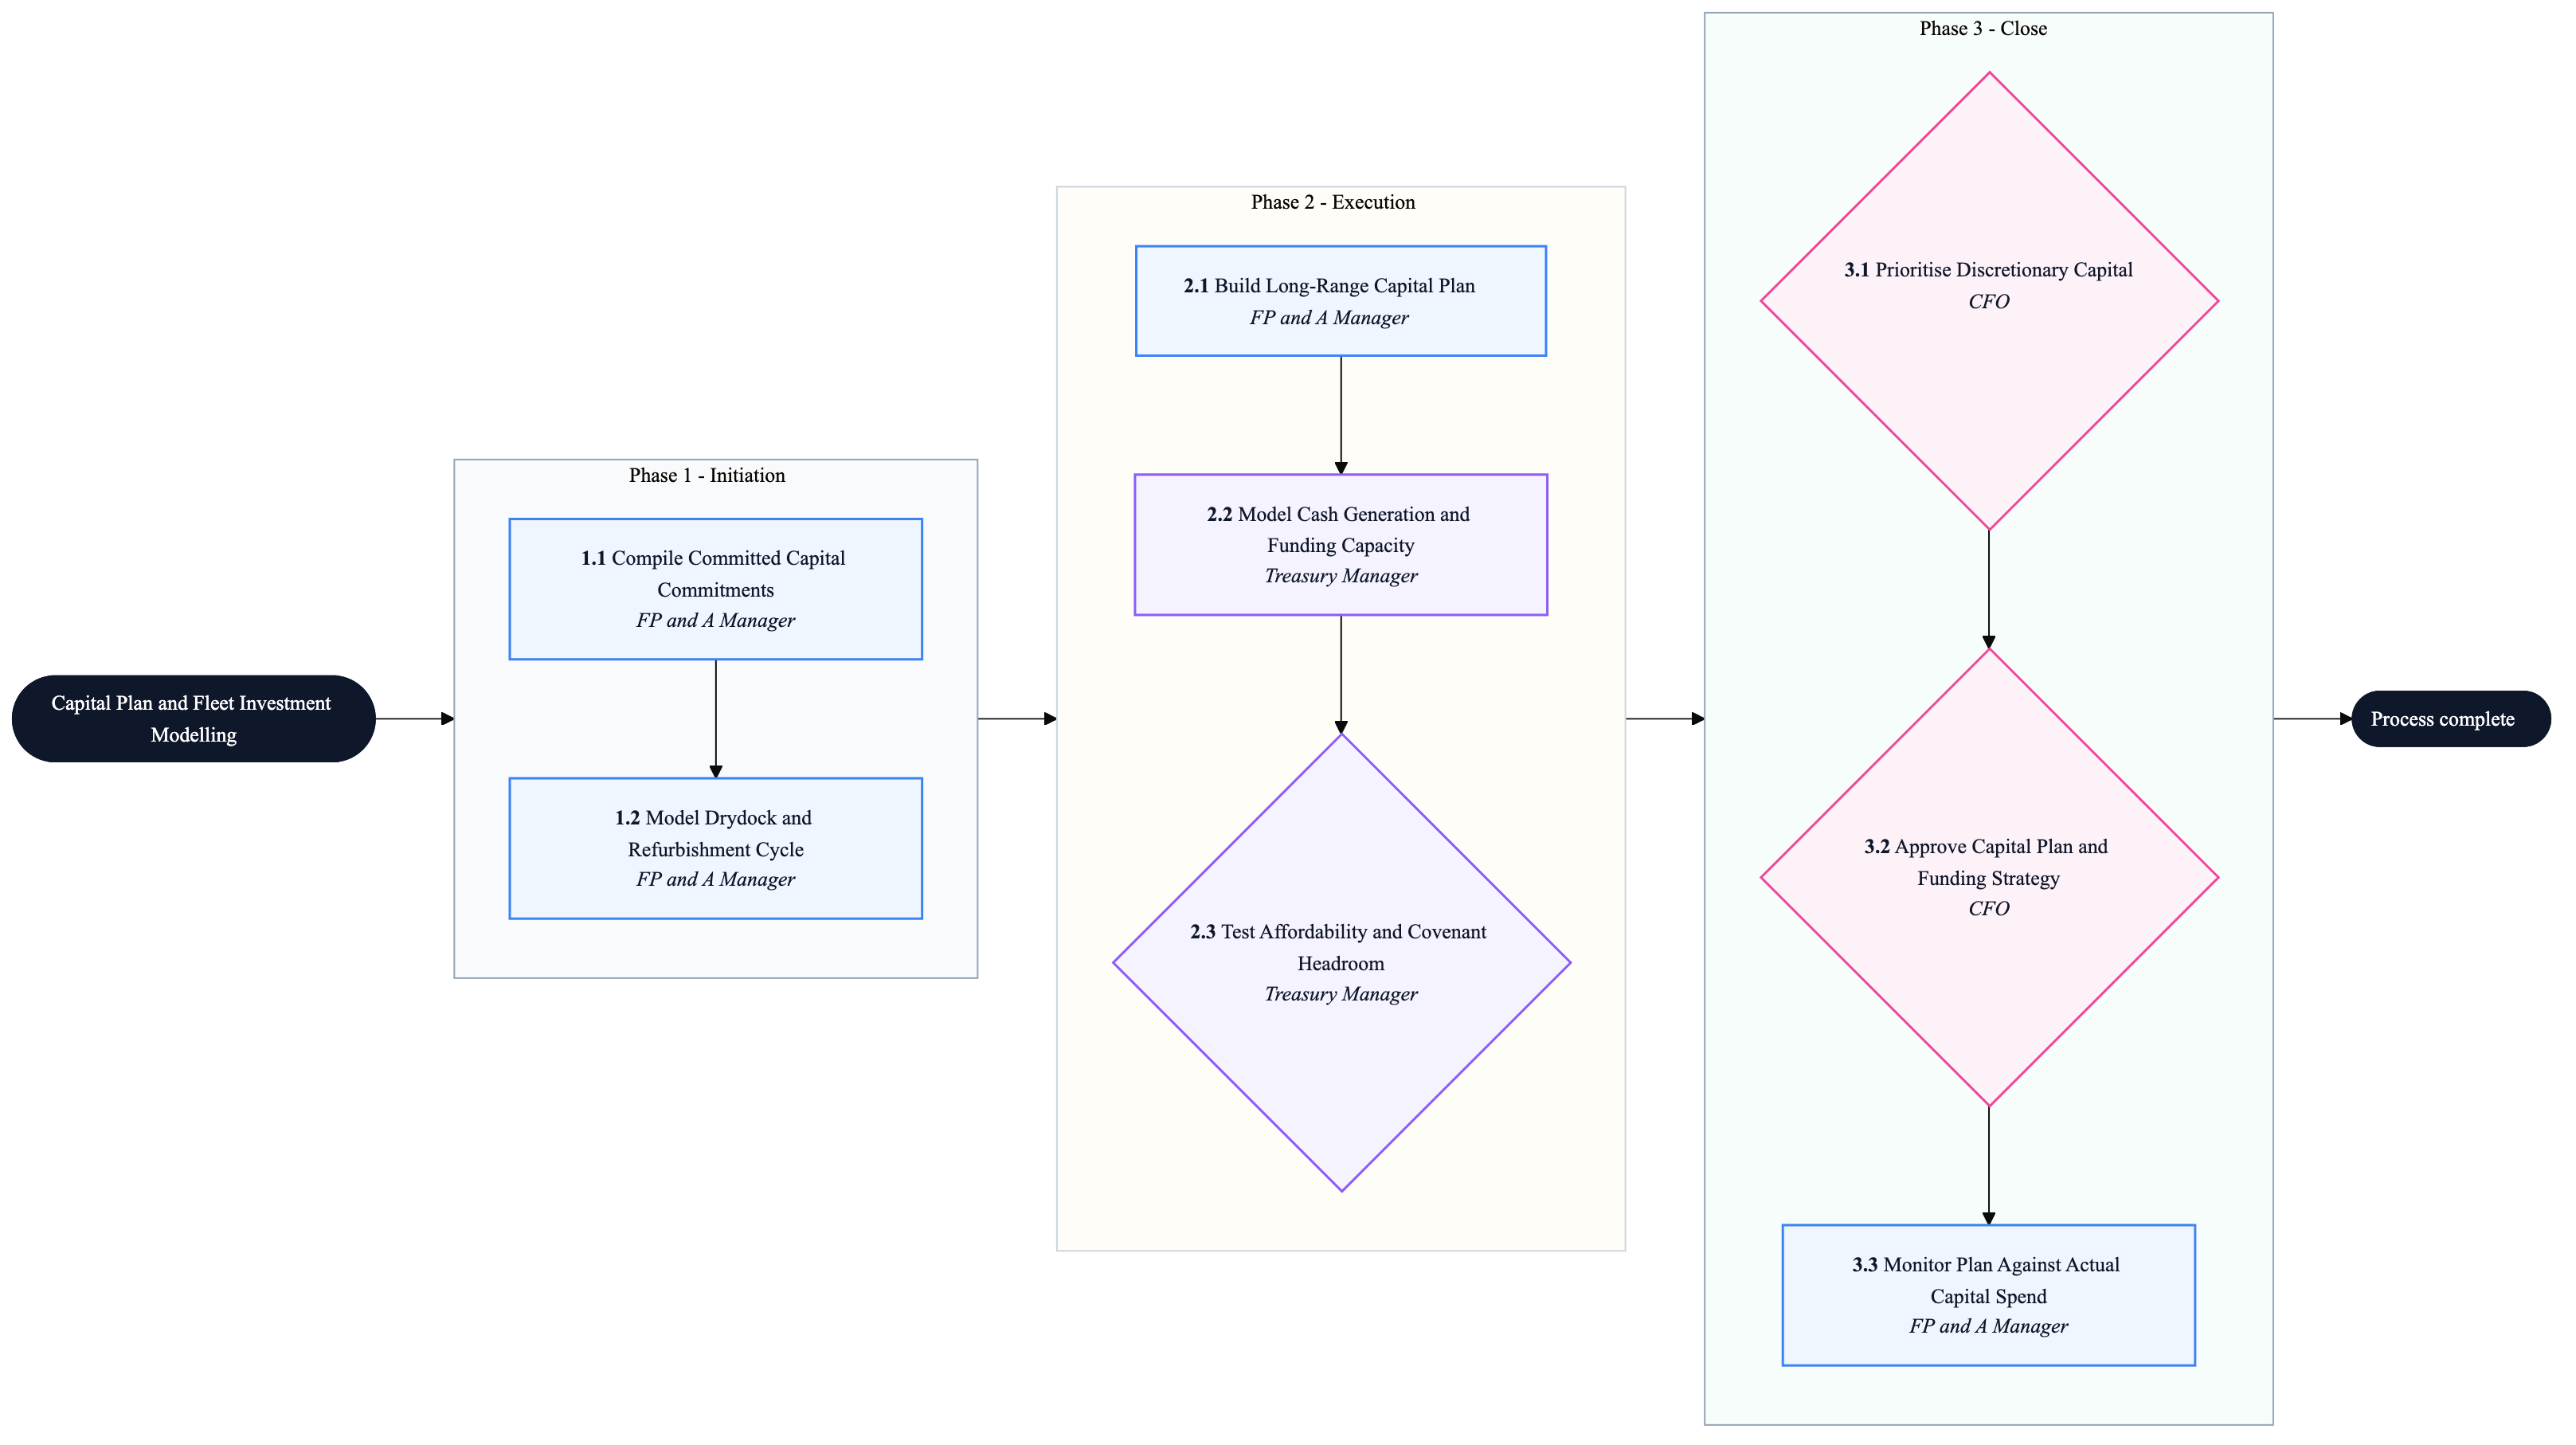 Capital Plan and Fleet Investment
Modelling
Phase 1 - Initiation
1.1 Compile Committed Capital
Commitments
FP and A Manager
1.2 Model Drydock and
Refurbishment Cycle
FP and A Manager
Phase 2 - Execution
2.1 Build Long-Range Capital Plan
FP and A Manager
2.2 Model Cash Generation and
Funding Capacity
Treasury Manager
2.3 Test Affordability and Covenant
Headroom
Treasury Manager
Phase 3 - Close
3.1 Prioritise Discretionary Capital
CFO
3.2 Approve Capital Plan and
Funding Strategy
CFO
3.3 Monitor Plan Against Actual
Capital Spend
FP and A Manager
Process complete